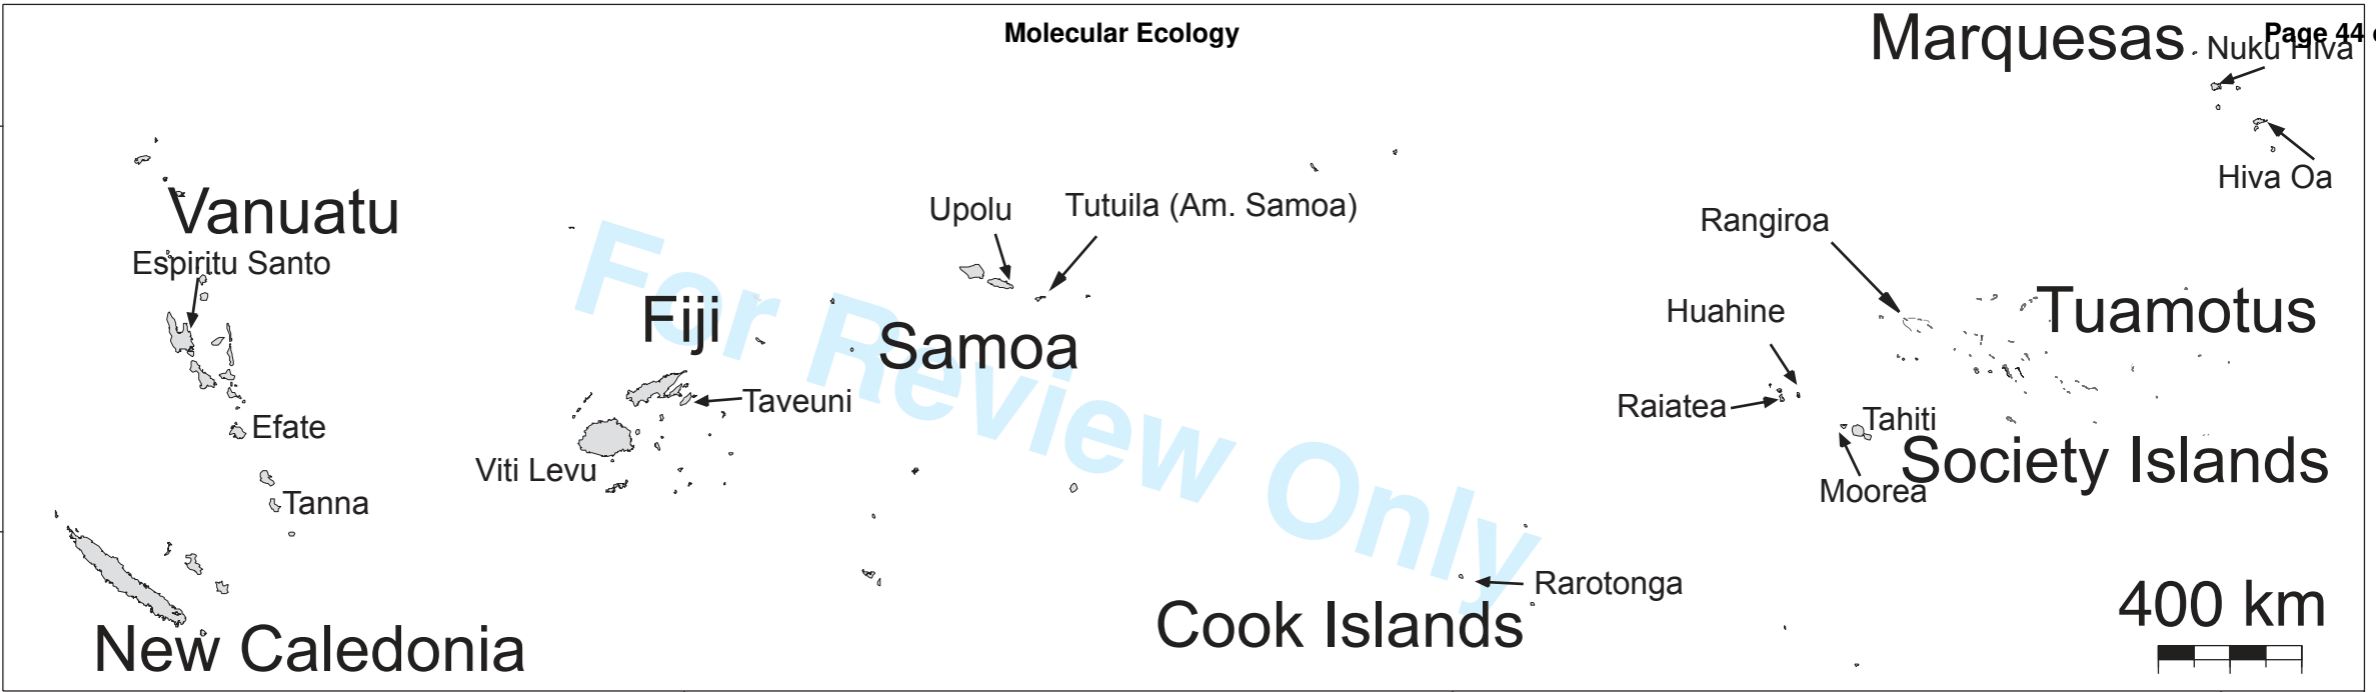 Molecular Ecology
Page 44
Marquesas
Nuku Hiva
Hiva Oa
Vanuatu
Espiritu Santo
Upolu
Tutuila (Am. Samoa)
Rangiroa
Fiji
Samoa
Huahine
Tuamotus
Taveuni
Raiatea
Tahiti
Efate
Viti Levu
Society Islands
Moorea
Tanna
For Review Only
Rarotonga
Cook Islands
400 km
New Caledonia